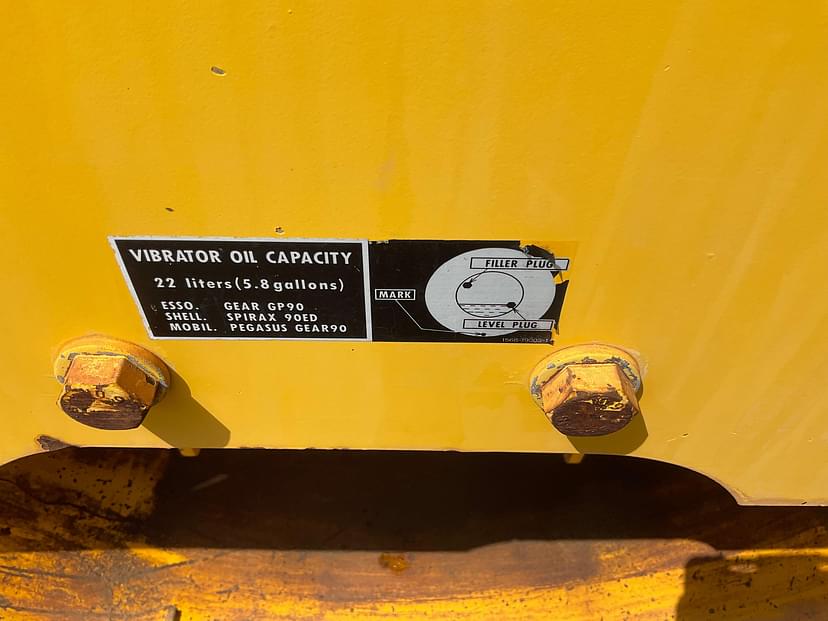 VIBRATOR OIL CAPACITY
22 liters(5.8gallons)
ESSO. GEAR GP90
SHELL. SPIRAX 90ED
MOBIL. PEGASUS GEAR90
FILLER PLUG
MARK
LEVEL PLUG